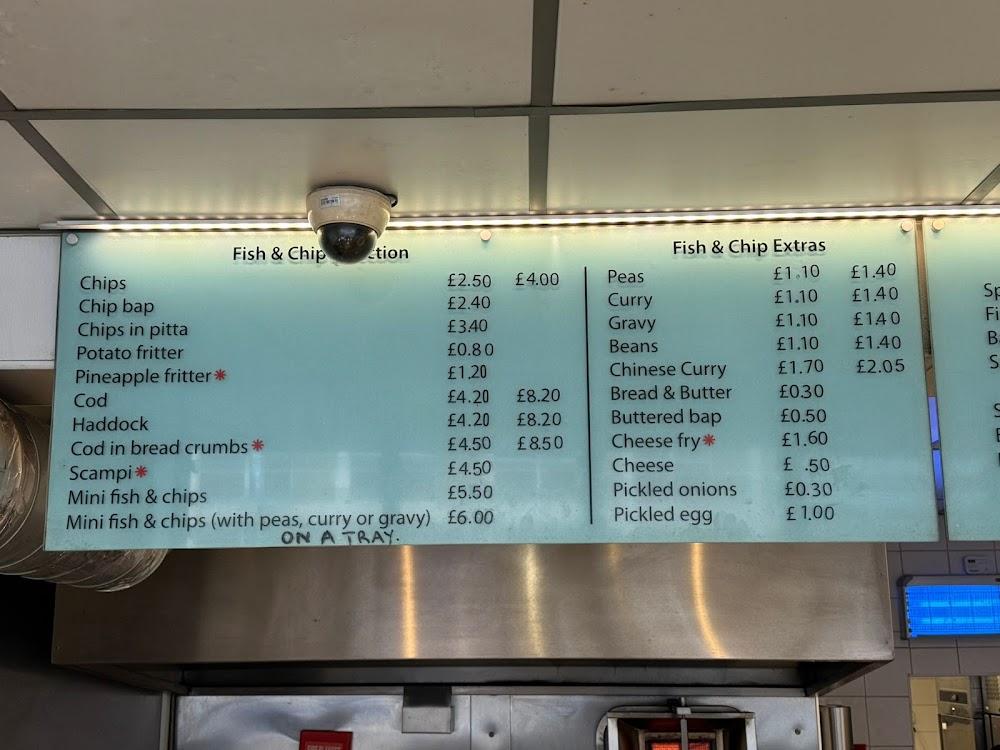 Fish & Chip ction
Chips £2.50 £4.00
Chip bap £2.40
Chips in pitta £3.40
Potato fritter £0.80
Pineapple fritter* £1.20
Cod £4.20 £8.20
Haddock £4.20 £8.20
Cod in bread crumbs* £4.50 £8.50
Scampi* £4.50
Mini fish & chips £5.50
Mini fish & chips (with peas, curry or gravy) £6.00
ON A TRAY.
Fish & Chip Extras
Peas £1.10 £1.40
Curry £1.10 £1.40
Gravy £1.10 £1.40
Beans £1.10 £1.40
Chinese Curry £1.70 £2.05
Bread & Butter £0.30
Buttered bap £0.50
Cheese fry* £1.60
Cheese £ .50
Pickled onions £0.30
Pickled egg £1.00